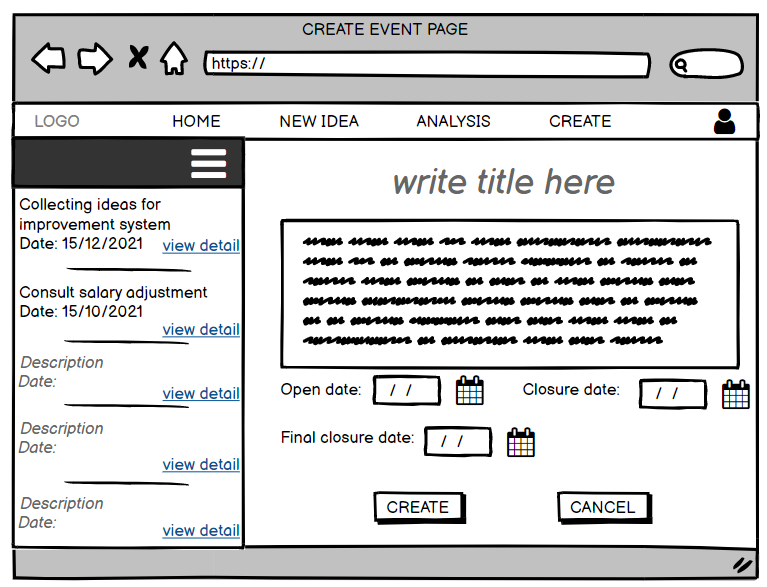 CREATE EVENT PAGE
https://
LOGO
HOME
NEW IDEA
ANALYSIS
CREATE
Collecting ideas for
improvement system
Date: 15/12/2021
view detail
Consult salary adjustment
Date: 15/10/2021
view detail
Description
Date:
view detail
Description
Date:
view detail
Description
Date:
view detail
write title here
Open date:
/ /
Closure date:
/ /
Final closure date:
/ /
CREATE
CANCEL